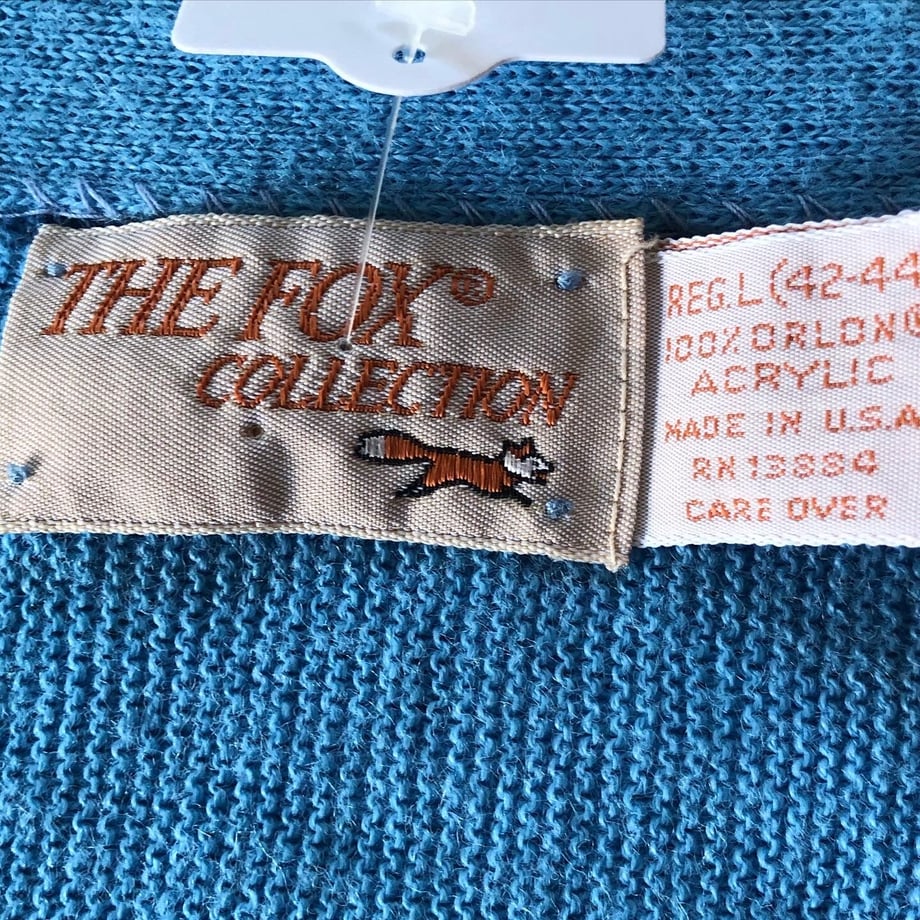 THE FOX®
COLLECTION
REG.L (42-44
100% ORLON
ACRYLIC
MADE IN U.S.A
RN 13884
CARE OVER